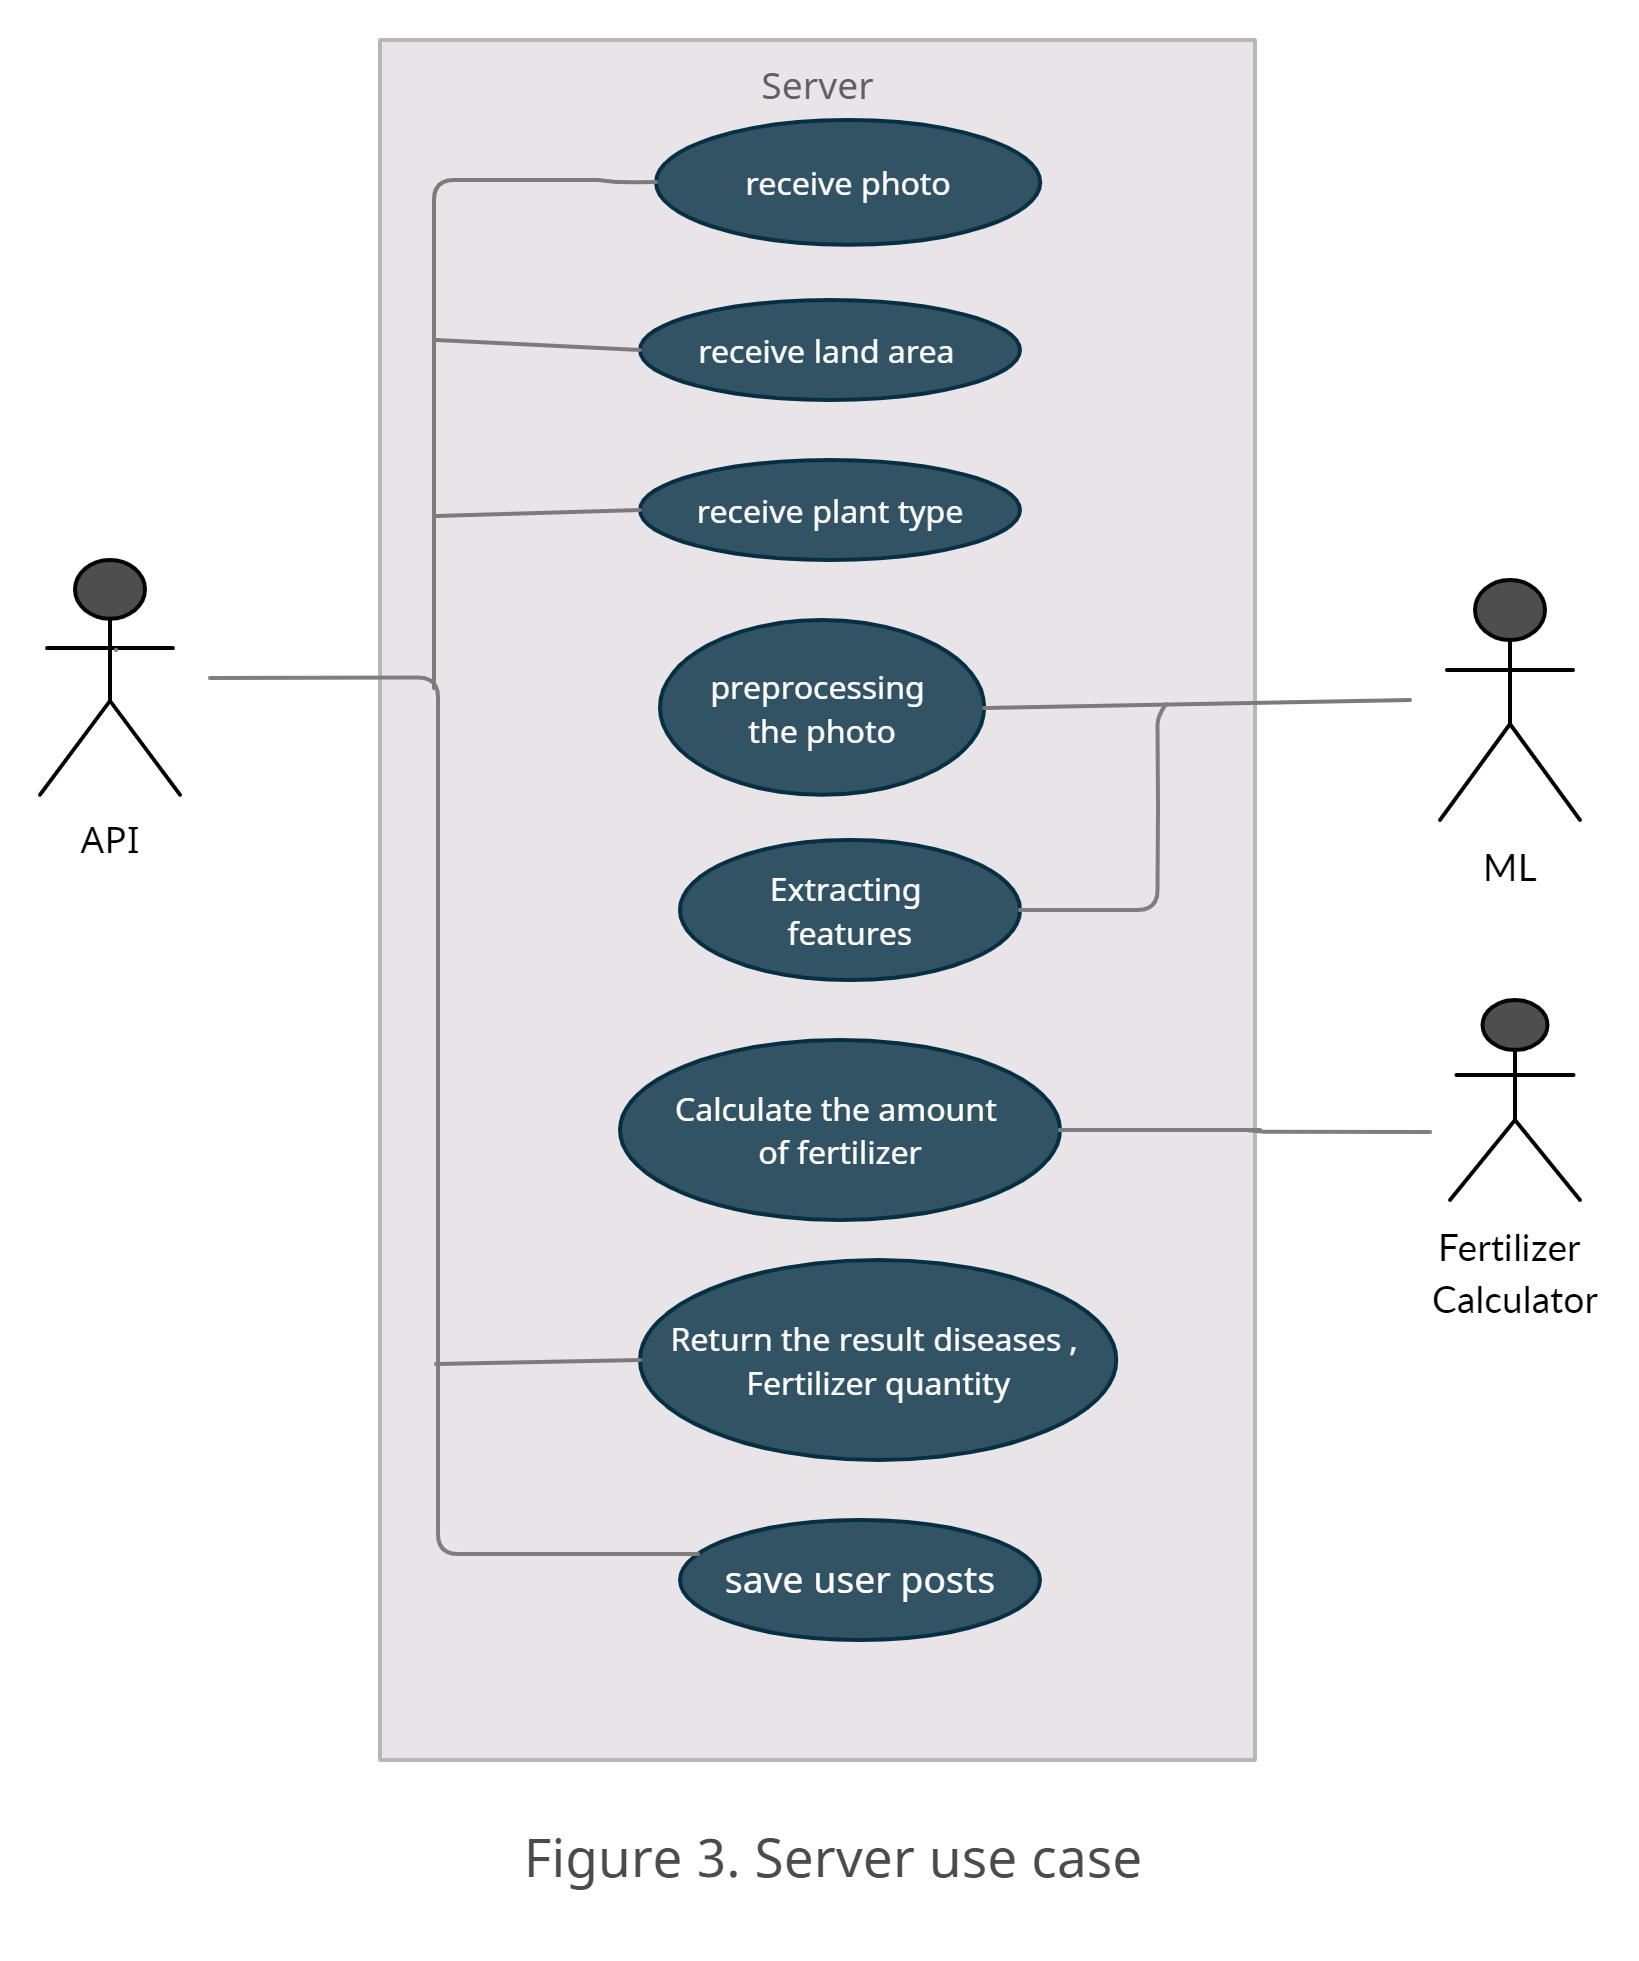 Server
receive photo
receive land area
receive plant type
API
preprocessing
the photo
ML
Extracting
features
Calculate the amount
of fertilizer
Fertilizer
Calculator
Return the result diseases ,
Fertilizer quantity
save user posts
Figure 3. Server use case